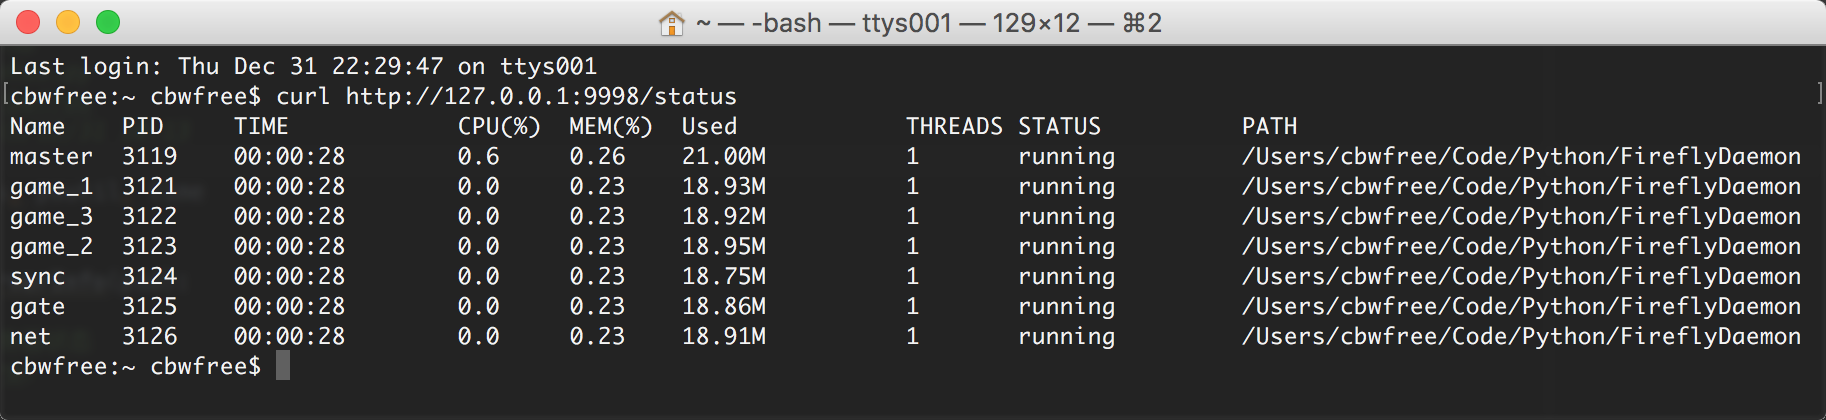 ~ — -bash — ttys001 — 129×12 — ⌘2
Last login: Thu Dec 31 22:29:47 on ttys001
cbwfree:~ cbwfree$ curl http://127.0.0.1:9998/status
Name PID TIME CPU(%) MEM(%) Used THREADS STATUS PATH
master 3119 00:00:28 0.6 0.26 21.00M 1 running /Users/cbwfree/Code/Python/FireflyDaemon
game_1 3121 00:00:28 0.0 0.23 18.93M 1 running /Users/cbwfree/Code/Python/FireflyDaemon
game_3 3122 00:00:28 0.0 0.23 18.92M 1 running /Users/cbwfree/Code/Python/FireflyDaemon
game_2 3123 00:00:28 0.0 0.23 18.95M 1 running /Users/cbwfree/Code/Python/FireflyDaemon
sync 3124 00:00:28 0.0 0.23 18.75M 1 running /Users/cbwfree/Code/Python/FireflyDaemon
gate 3125 00:00:28 0.0 0.23 18.86M 1 running /Users/cbwfree/Code/Python/FireflyDaemon
net 3126 00:00:28 0.0 0.23 18.91M 1 running /Users/cbwfree/Code/Python/FireflyDaemon
cbwfree:~ cbwfree$